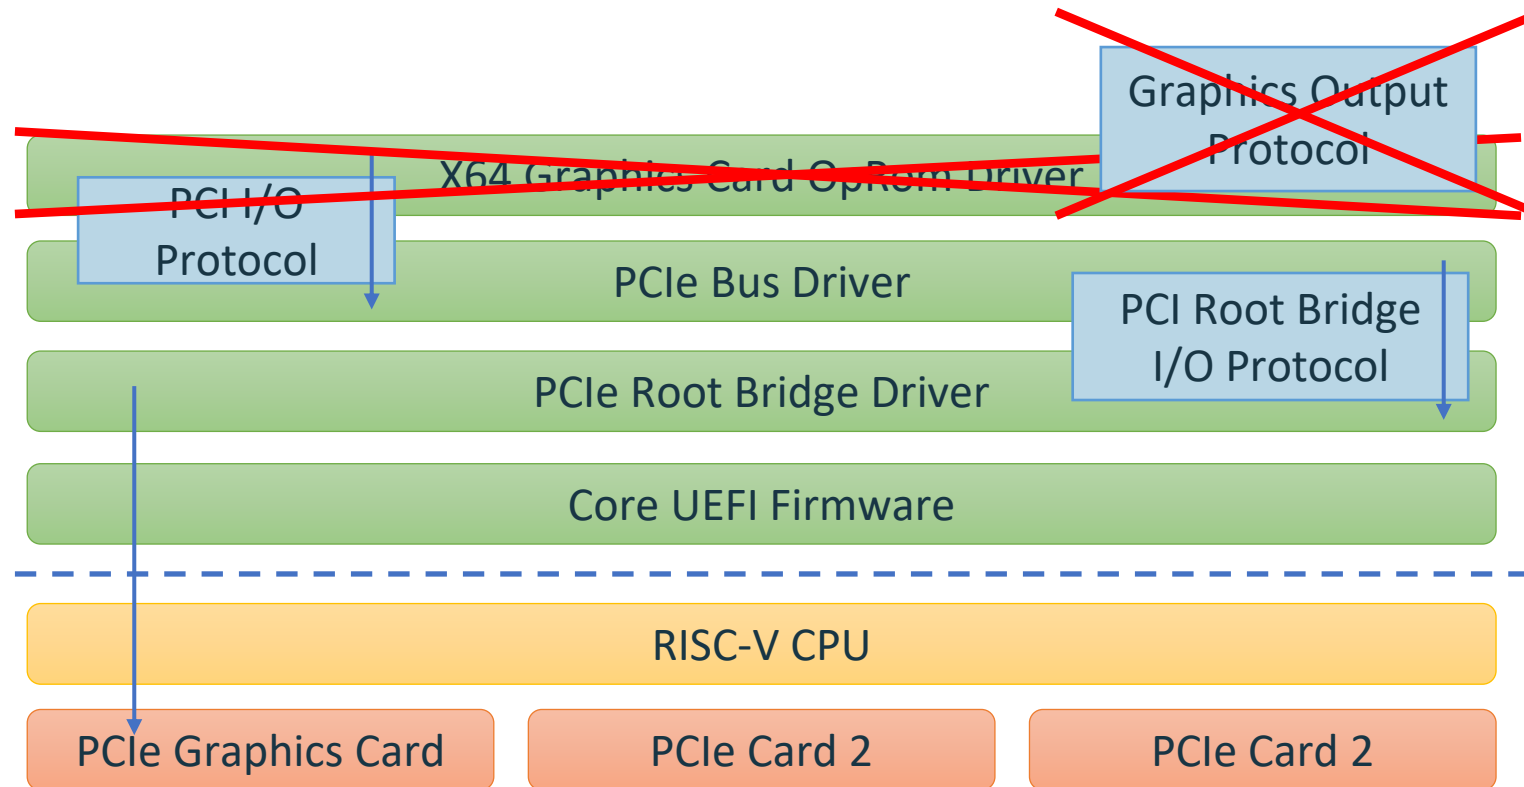 Graphics Output
Protocol
X64 Graphics Card OpRom Driver
PCI I/O
Protocol
PCIe Bus Driver
PCI Root Bridge
I/O Protocol
PCIe Root Bridge Driver
Core UEFI Firmware
RISC-V CPU
PCIe Graphics Card
PCIe Card 2
PCIe Card 2